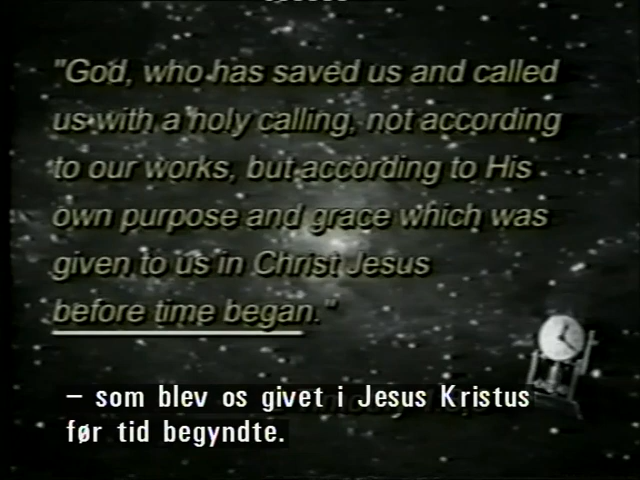 "God, who has saved us and called
us with a holy calling, not according
to our works, but according to His
own purpose and grace which was
given to us in Christ Jesus
before time began."
– som blev os givet i Jesus Kristus
før tid begyndte.